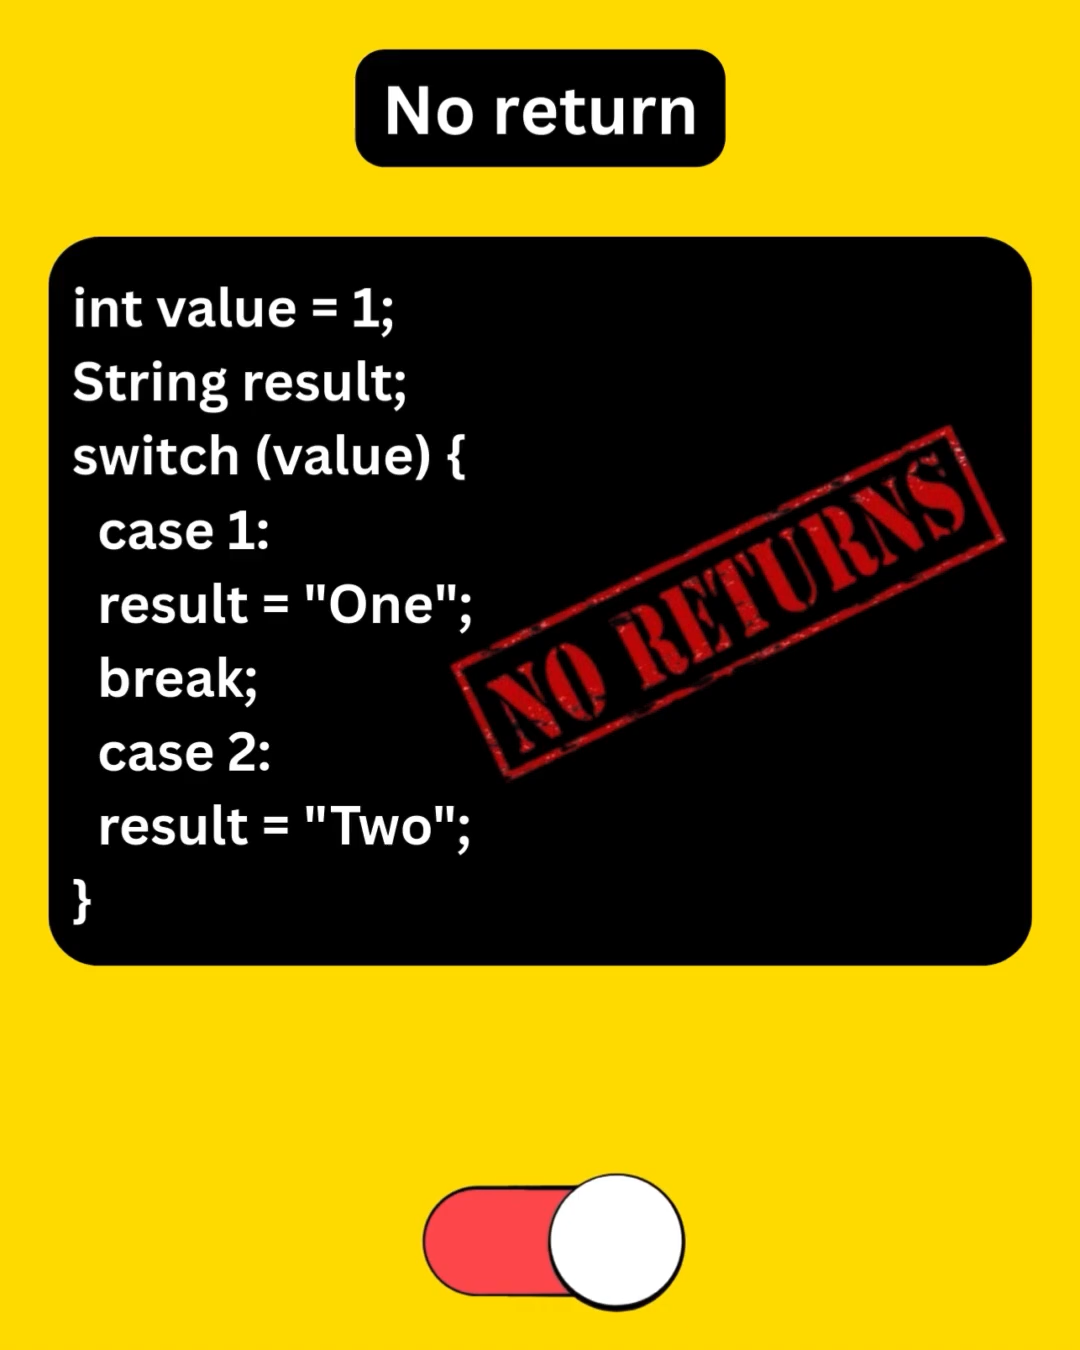 No return
int value = 1;
String result;
switch (value) {
case 1:
result = "One";
break;
case 2:
result = "Two";
}
NO RETURNS